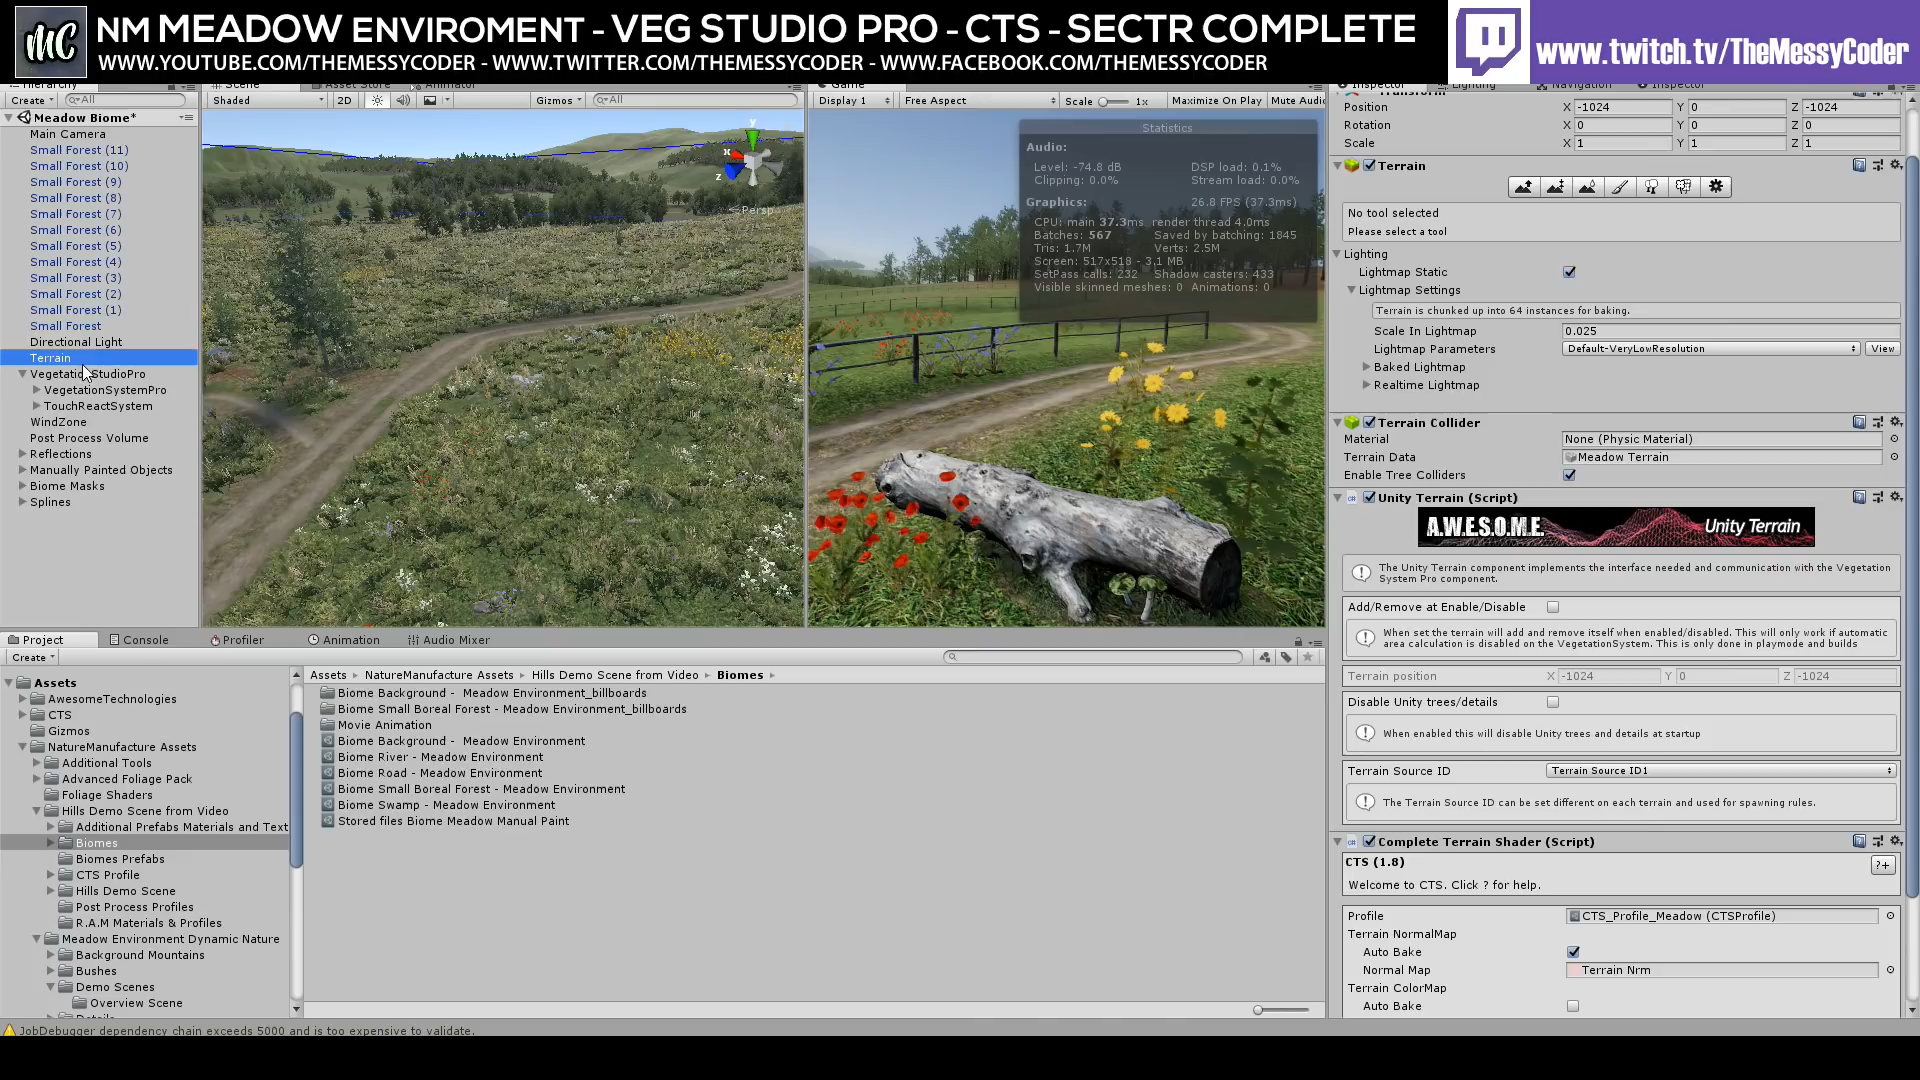 MC
NM MEADOW ENVIROMENT - VEG STUDIO PRO - CTS - SECTR COMPLETE
WWW.YOUTUBE.COM/THEMESSYCODER - WWW.TWITTER.COM/THEMESSYCODER - WWW.FACEBOOK.COM/THEMESSYCODER
www.twitch.tv/TheMessyCoder
Hierarchy
Create
All
Meadow Biome*
Main Camera
Small Forest (11)
Small Forest (10)
Small Forest (9)
Small Forest (8)
Small Forest (7)
Small Forest (6)
Small Forest (5)
Small Forest (4)
Small Forest (3)
Small Forest (2)
Small Forest (1)
Small Forest
Directional Light
Terrain
VegetationStudioPro
VegetationSystemPro
TouchReactSystem
WindZone
Post Process Volume
Reflections
Manually Painted Objects
Biome Masks
Splines
Scene Asset Store Animator
Shaded 2D Gizmos All
y
x
z
Persp
Game
Display 1 Free Aspect Scale 1x Maximize On Play Mute Audio
Statistics
Audio:
Level: -74.8 dB DSP load: 0.1%
Clipping: 0.0% Stream load: 0.0%
Graphics: 26.8 FPS (37.3ms)
CPU: main 37.3ms render thread 4.0ms
Batches: 567 Saved by batching: 1845
Tris: 1.7M Verts: 2.5M
Screen: 517x518 - 3.1 MB
SetPass calls: 232 Shadow casters: 433
Visible skinned meshes: 0 Animations: 0
Inspector Lighting Navigation Inspector
Transform
Position X -1024 Y 0 Z -1024
Rotation X 0 Y 0 Z 0
Scale X 1 Y 1 Z 1
Terrain
No tool selected
Please select a tool
Lighting
Lightmap Static
Lightmap Settings
Terrain is chunked up into 64 instances for baking.
Scale In Lightmap 0.025
Lightmap Parameters Default-VeryLowResolution View
Baked Lightmap
Realtime Lightmap
Terrain Collider
Material None (Physic Material)
Terrain Data Meadow Terrain
Enable Tree Colliders
Unity Terrain (Script)
A.W.E.S.O.M.E. Unity Terrain
The Unity Terrain component implements the interface needed and communication with the Vegetation
System Pro component.
Add/Remove at Enable/Disable
When set the terrain will add and remove itself when enabled/disabled. This will only work if automatic
area calculation is disabled on the VegetationSystem. This is only done in playmode and builds
Terrain position X -1024 Y 0 Z -1024
Disable Unity trees/details
When enabled this will disable Unity trees and details at startup
Terrain Source ID Terrain Source ID1
The Terrain Source ID can be set different on each terrain and used for spawning rules.
Complete Terrain Shader (Script)
CTS (1.8)
?+
Welcome to CTS. Click ? for help.
Profile CTS_Profile_Meadow (CTSProfile)
Terrain NormalMap
Auto Bake
Normal Map Terrain Nrm
Terrain ColorMap
Auto Bake
Project Console Profiler Animation Audio Mixer
Create
Assets
AwesomeTechnologies
CTS
Gizmos
NatureManufacture Assets
Additional Tools
Advanced Foliage Pack
Foliage Shaders
Hills Demo Scene from Video
Additional Prefabs Materials and Text
Biomes
Biomes Prefabs
CTS Profile
Hills Demo Scene
Post Process Profiles
R.A.M Materials & Profiles
Meadow Environment Dynamic Nature
Background Mountains
Bushes
Demo Scenes
Overview Scene
Details
Assets NatureManufacture Assets Hills Demo Scene from Video Biomes
Biome Background - Meadow Environment_billboards
Biome Small Boreal Forest - Meadow Environment_billboards
Movie Animation
Biome Background - Meadow Environment
Biome River - Meadow Environment
Biome Road - Meadow Environment
Biome Small Boreal Forest - Meadow Environment
Biome Swamp - Meadow Environment
Stored files Biome Meadow Manual Paint
JobDebugger dependency chain exceeds 5000 and is too expensive to validate.